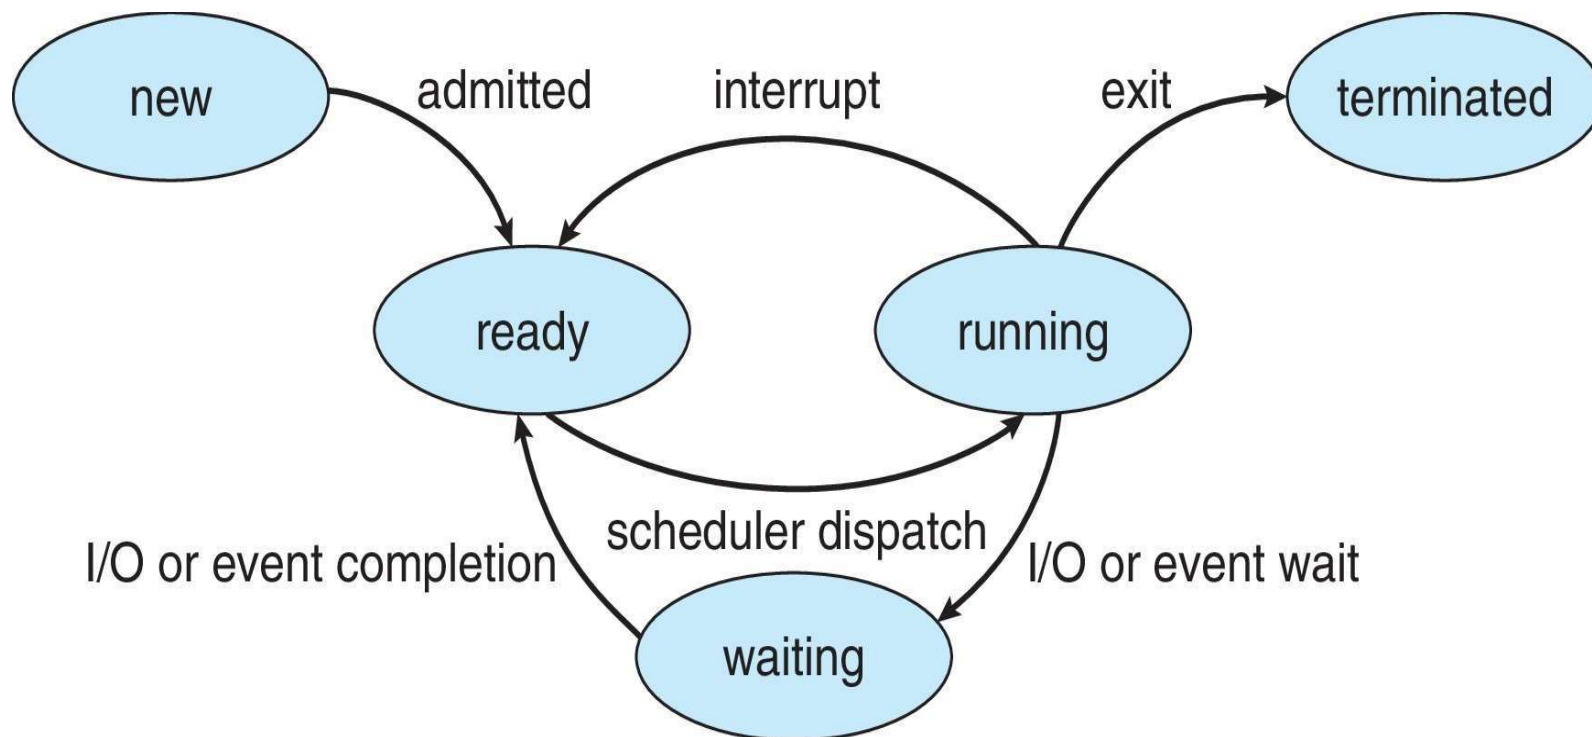 new
admitted
interrupt
exit
terminated
ready
running
scheduler dispatch
I/O or event completion
I/O or event wait
waiting